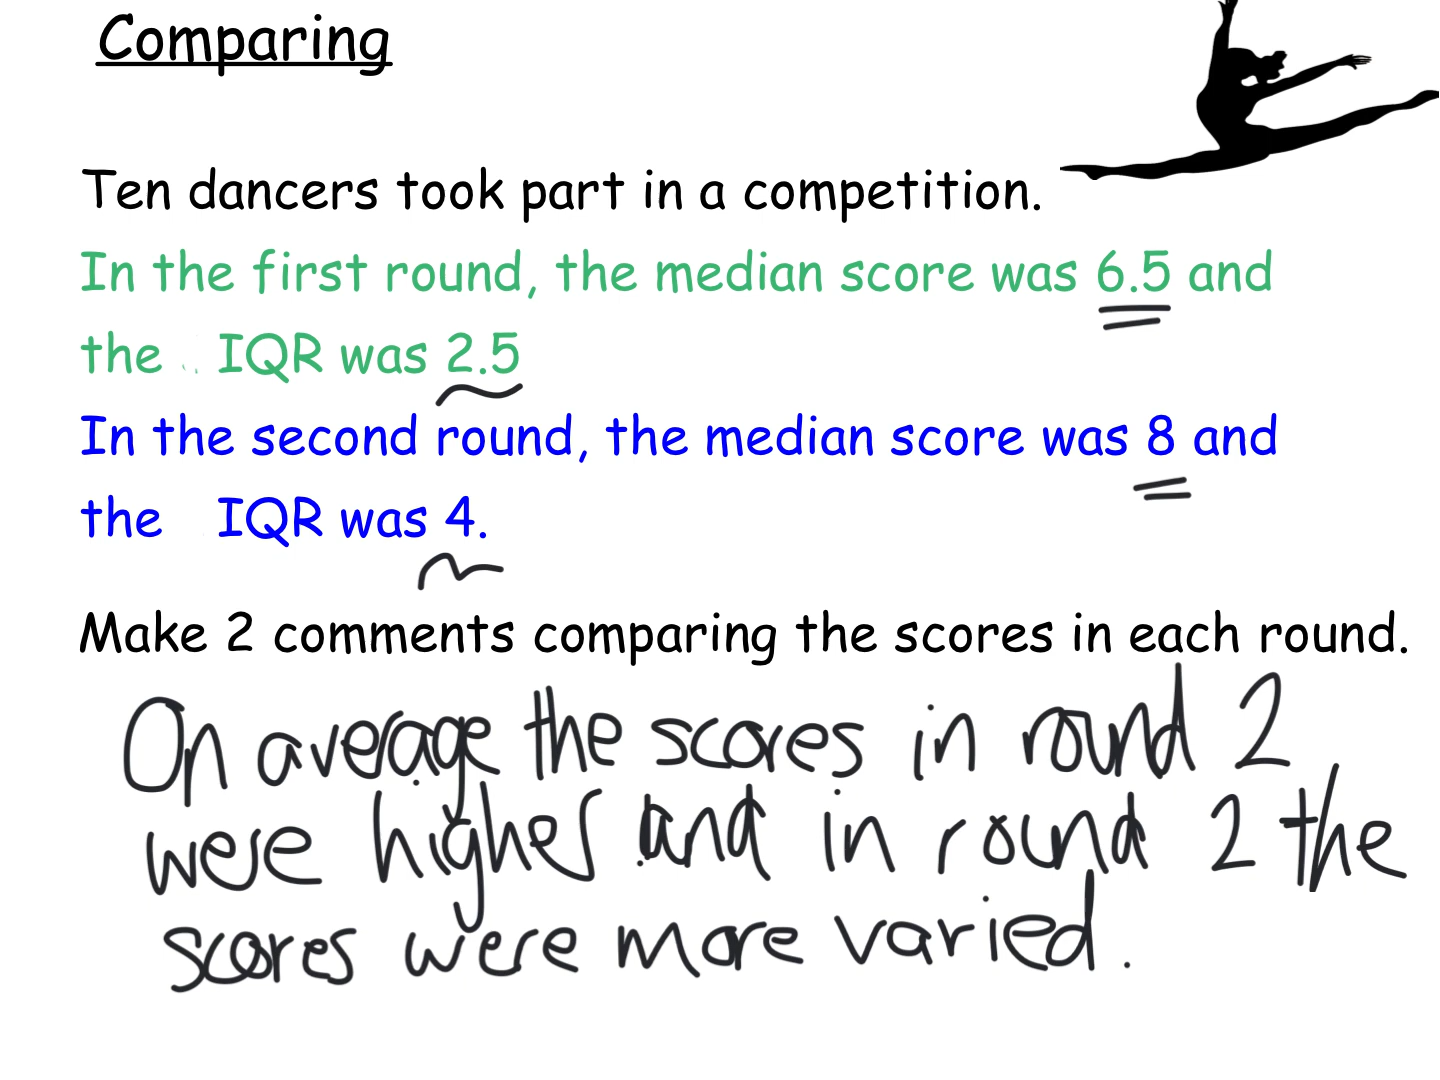 Comparing
Ten dancers took part in a competition.
In the first round, the median score was 6.5 and
the IQR was 2.5
In the second round, the median score was 8 and
the IQR was 4.
Make 2 comments comparing the scores in each round.
On average the scores in round 2
were higher and in round 2 the
scores were more varied.